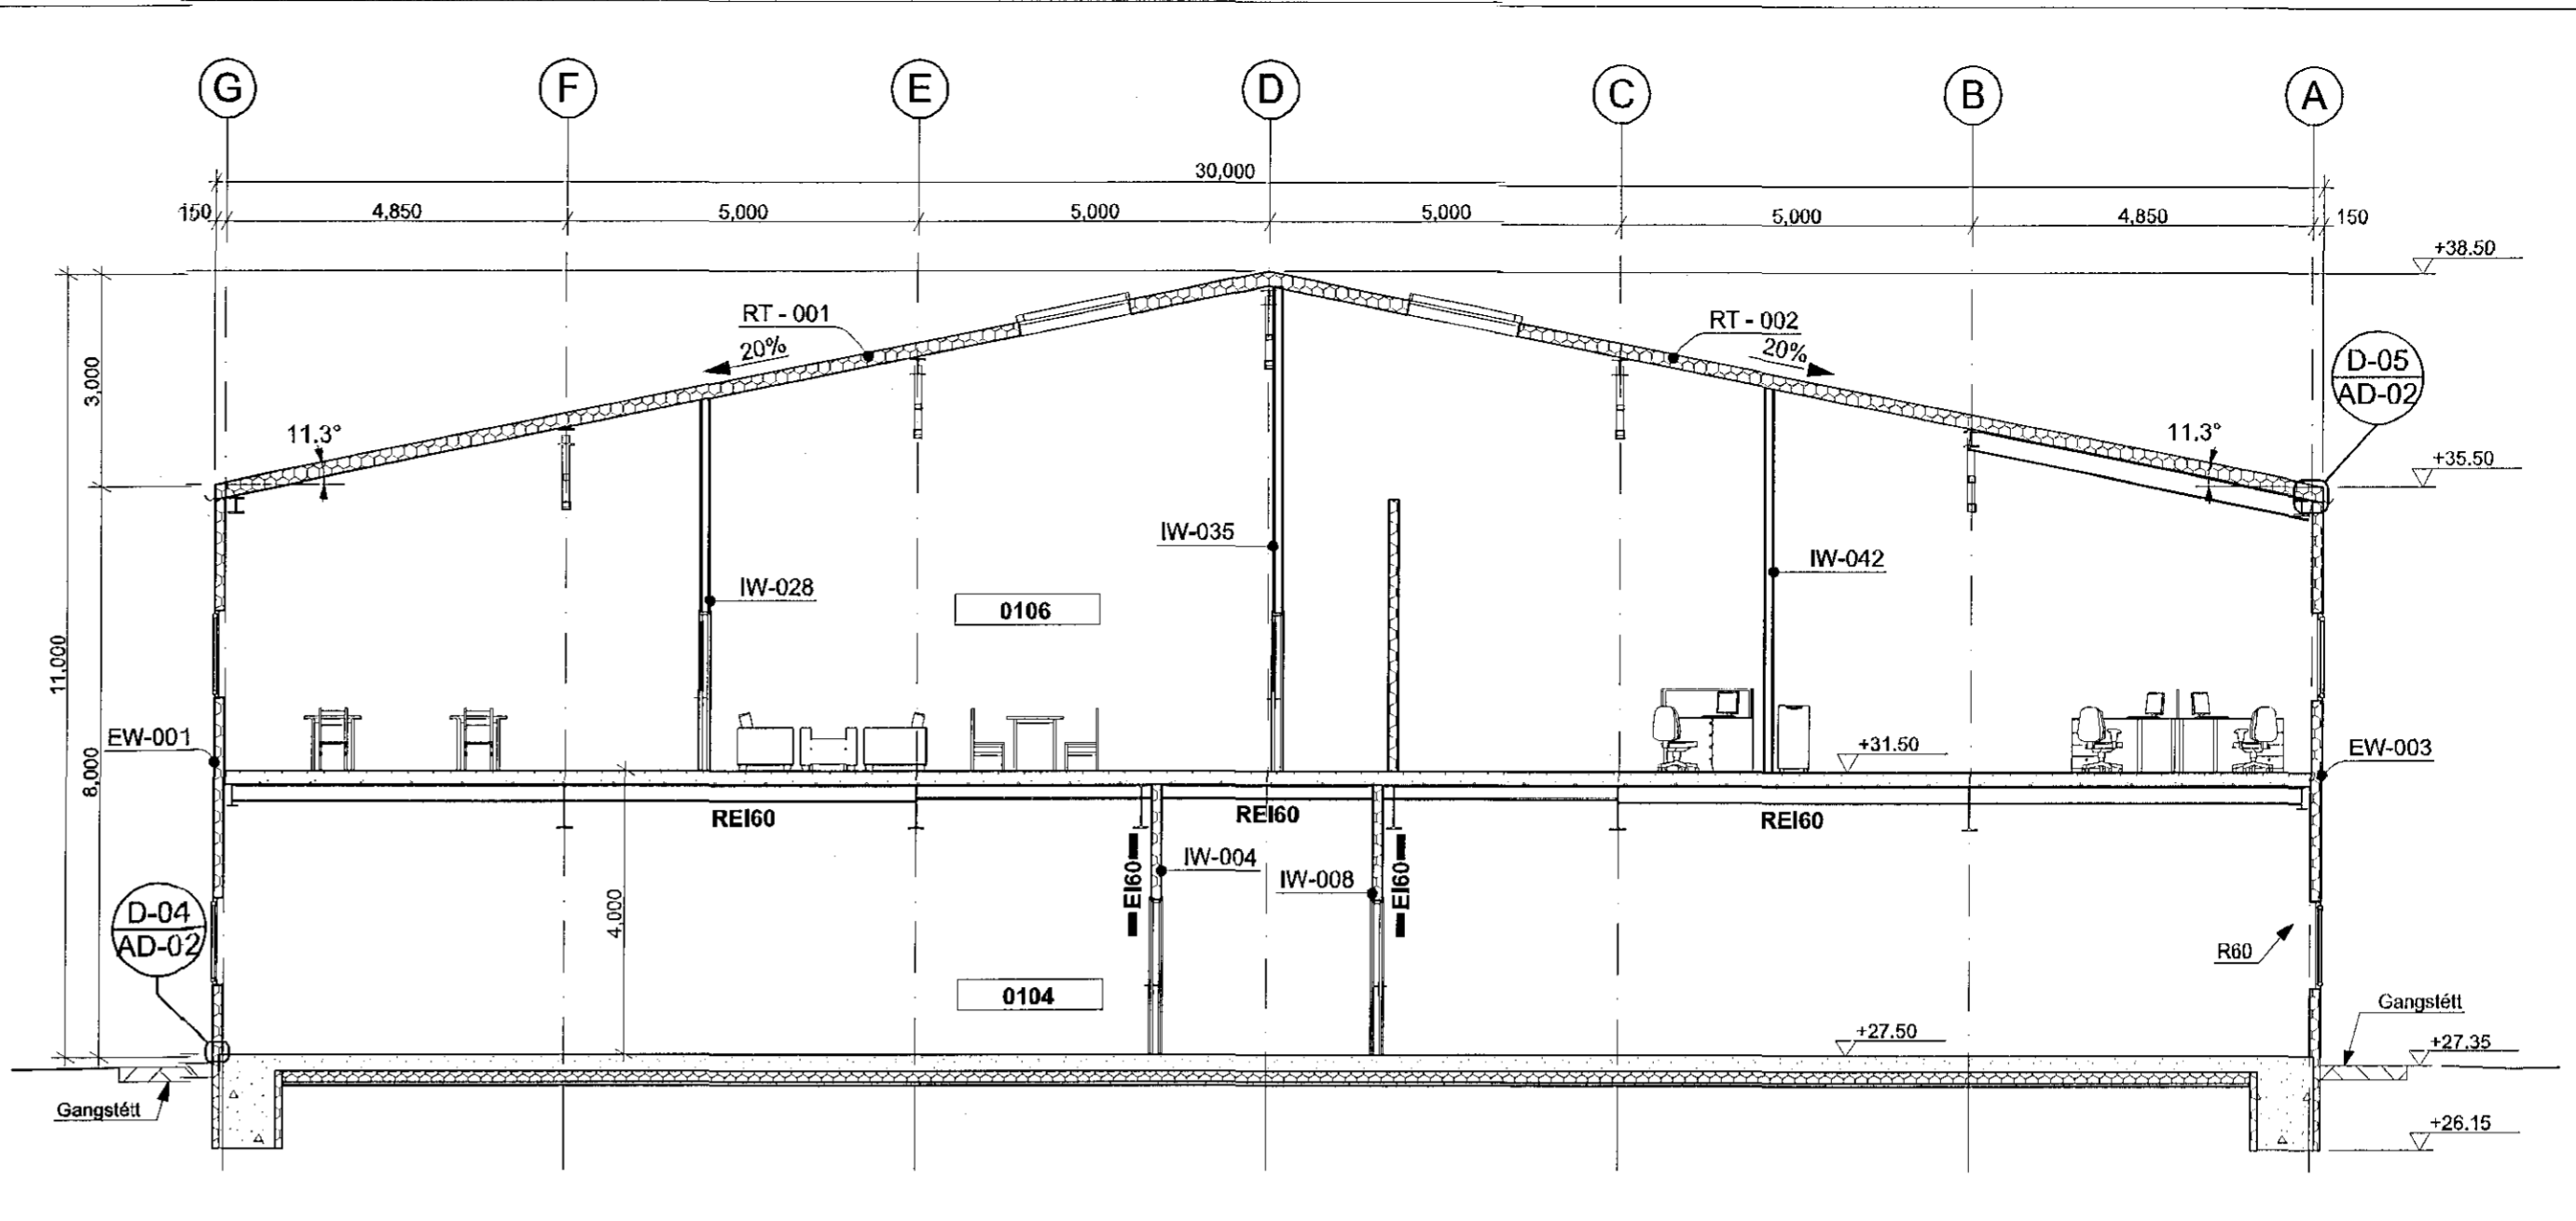 G F E D C B A
30,000
150 4,850 5,000 5,000 5,000 5,000 4,850 150
+38.50
RT - 001
20%
RT - 002
20%
D-05
AD-02
3,000
11.3°
11.3°
+35.50
IW-035
IW-042
IW-028
0106
11,000
8,000
EW-001
+31.50
EW-003
REI60
REI60
REI60
EI60
IW-004
IW-008
EI60
4,000
D-04
AD-02
R60
0104
Gangstétt
+27.50
+27.35
Gangstétt
+26.15